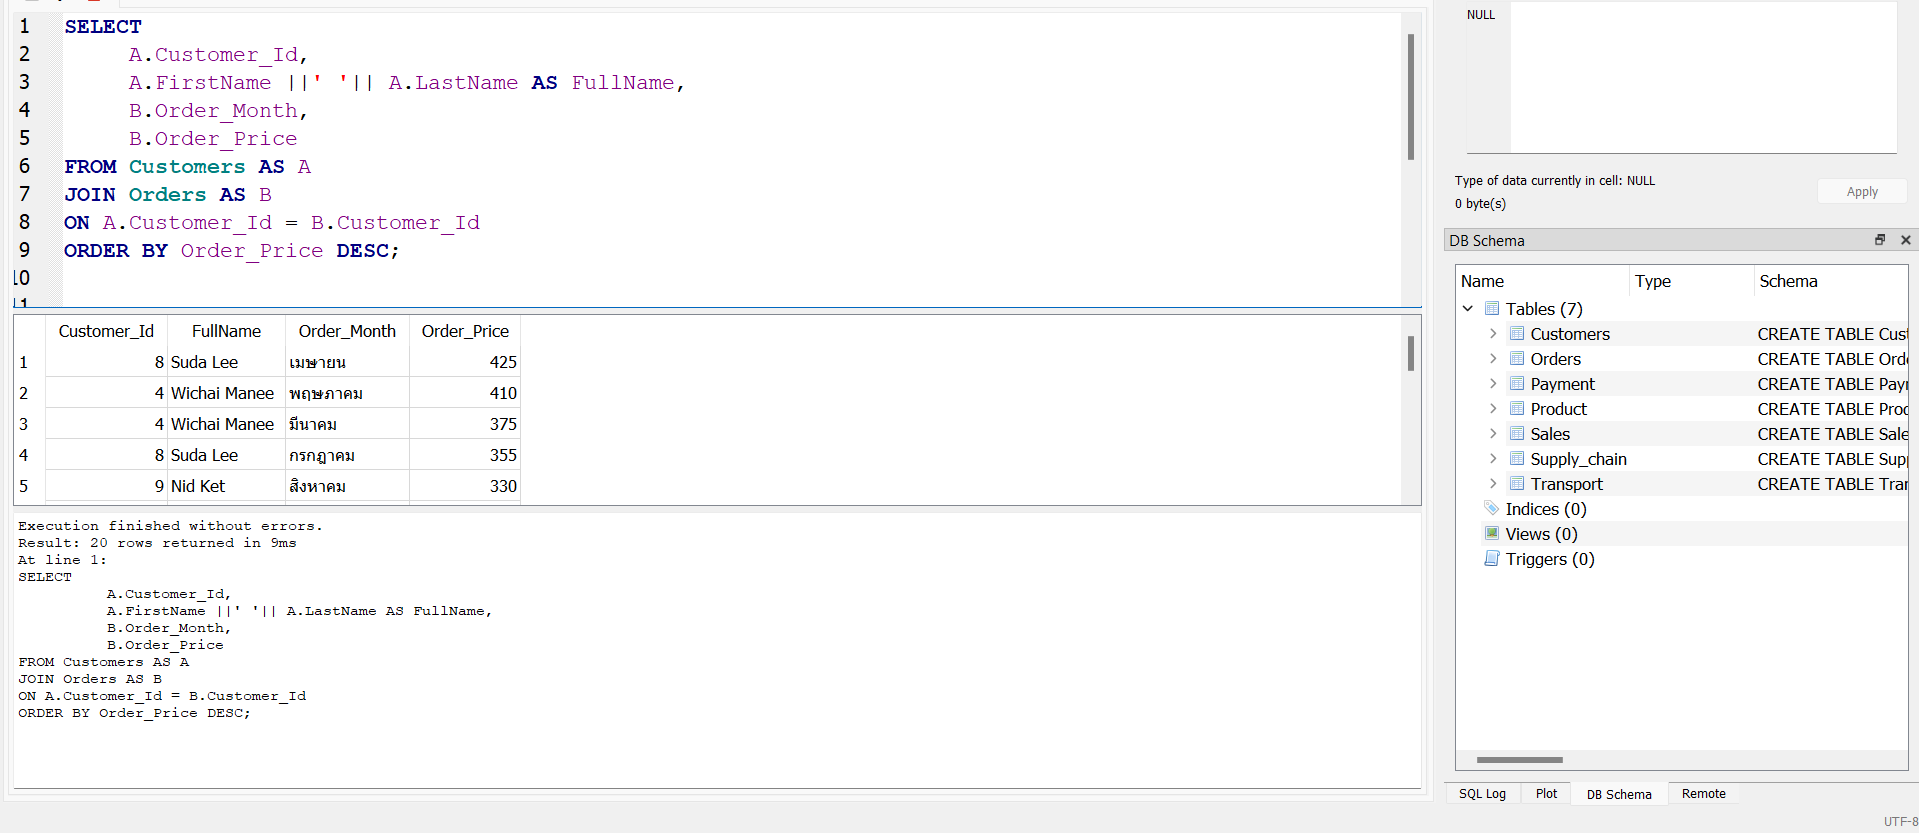 1 SELECT
2 A.Customer_Id,
3 A.FirstName ||' '|| A.LastName AS FullName,
4 B.Order_Month,
5 B.Order_Price
6 FROM Customers AS A
7 JOIN Orders AS B
8 ON A.Customer_Id = B.Customer_Id
9 ORDER BY Order_Price DESC;
10
11
Customer_Id FullName Order_Month Order_Price
1 8 Suda Lee เมษายน 425
2 4 Wichai Manee พฤษภาคม 410
3 4 Wichai Manee มีนาคม 375
4 8 Suda Lee กรกฎาคม 355
5 9 Nid Ket สิงหาคม 330
Execution finished without errors.
Result: 20 rows returned in 9ms
At line 1:
SELECT
A.Customer_Id,
A.FirstName ||' '|| A.LastName AS FullName,
B.Order_Month,
B.Order_Price
FROM Customers AS A
JOIN Orders AS B
ON A.Customer_Id = B.Customer_Id
ORDER BY Order_Price DESC;
NULL
Type of data currently in cell: NULL
0 byte(s)
Apply
DB Schema
Name Type Schema
Tables (7)
Customers CREATE TABLE Cus
Orders CREATE TABLE Ord
Payment CREATE TABLE Pay
Product CREATE TABLE Pro
Sales CREATE TABLE Sale
Supply_chain CREATE TABLE Sup
Transport CREATE TABLE Tra
Indices (0)
Views (0)
Triggers (0)
SQL Log Plot DB Schema Remote
UTF-8